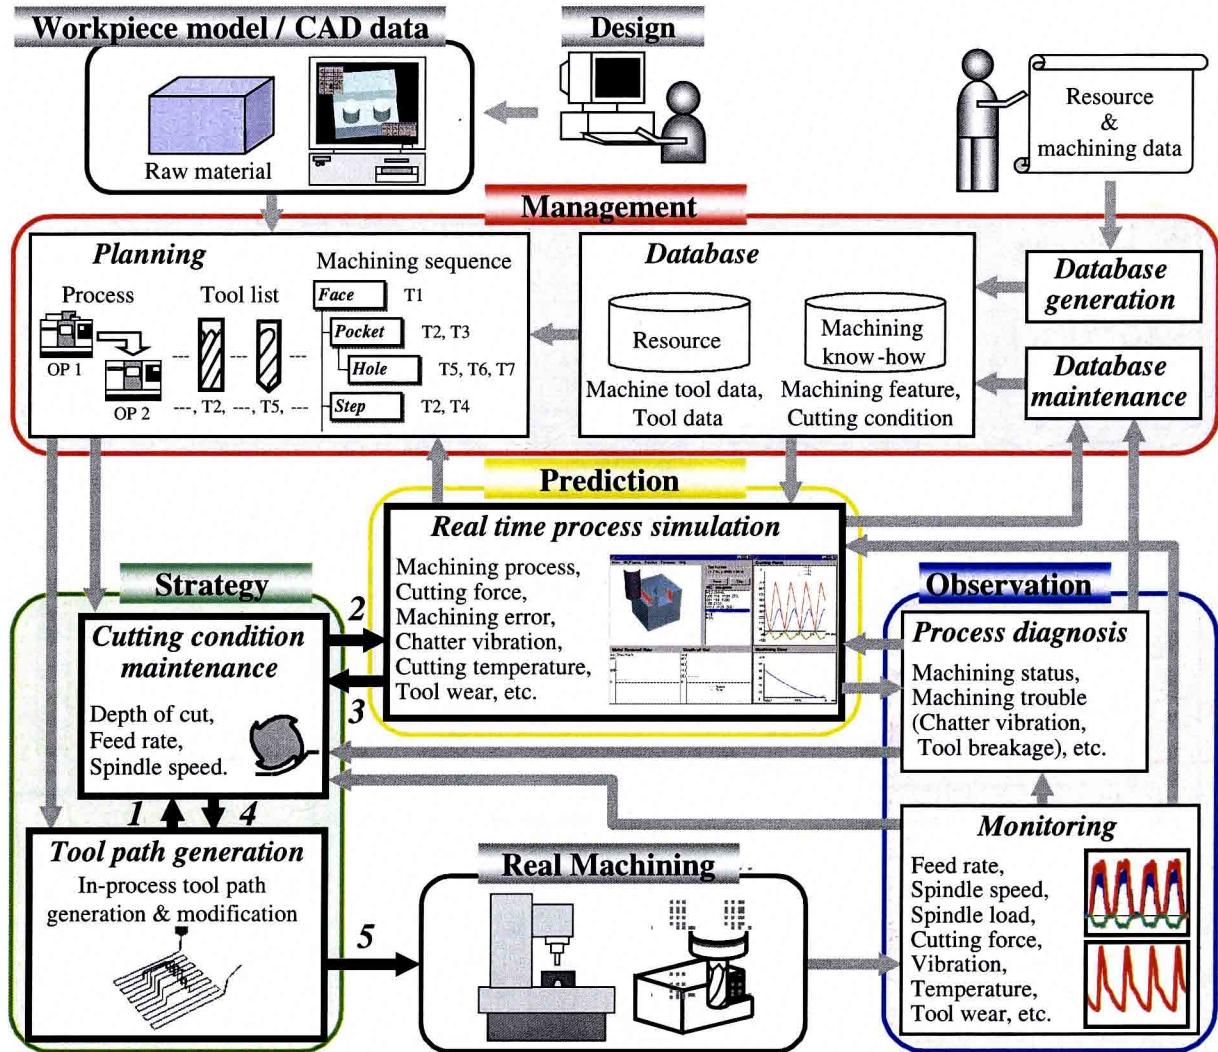 Workpiece model / CAD data
Design
Raw material
Resource
&
machining data
Management
Planning
Process
OP 1
OP 2
Tool list
---, T2, ---, T5, ---
Machining sequence
Face T1
Pocket T2, T3
Hole T5, T6, T7
Step T2, T4
Database
Resource
Machine tool data,
Tool data
Machining
know-how
Machining feature,
Cutting condition
Database
generation
Database
maintenance
Prediction
Real time process simulation
Machining process,
Cutting force,
Machining error,
Chatter vibration,
Cutting temperature,
Tool wear, etc.
Strategy
Cutting condition
maintenance
Depth of cut,
Feed rate,
Spindle speed.
2
3
1
4
Tool path generation
In-process tool path
generation & modification
5
Real Machining
Observation
Process diagnosis
Machining status,
Machining trouble
(Chatter vibration,
Tool breakage), etc.
Monitoring
Feed rate,
Spindle speed,
Spindle load,
Cutting force,
Vibration,
Temperature,
Tool wear, etc.